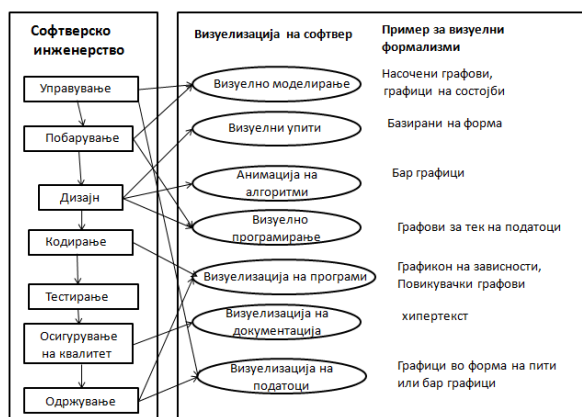 Софтверско
инженерство
Управување
Побарување
Дизајн
Кодирање
Тестирање
Осигурување
на квалитет
Одржување
Визуелизација на софтвер
Визуелно моделирање
Визуелни упити
Анимација на
алгоритми
Визуелно
програмирање
Визуелизација на програми
Визуелизација на
документација
Визуелизација на
податоци
Пример за визуелни
формализми
Насочени графови,
графици на состојби
Базирани на форма
Бар графици
Графови за тек на податоци
Графикон на зависности,
Повикувачки графови
хипертекст
Графици во форма на пити
или бар графици